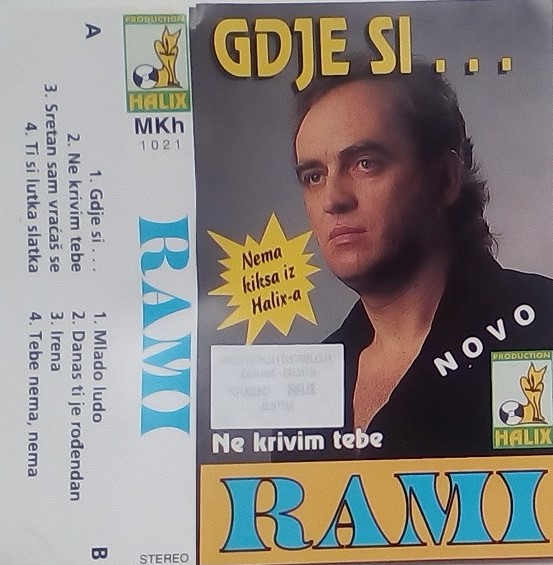 A
1. Gdje si ...
2. Ne krivim tebe
3. Sretan sam vraćaš se
4. Ti si lutka slatka
1. Mlado ludo
2. Danas ti je rođendan
3. Irena
4. Tebe nema, nema
B
PRODUCTION
HALIX
MKh
1021
RAMI
STEREO
GDJE SI ...
Nema
kiksa iz
Halix-a
NOVO
PRODUCTION
HALIX
Ne krivim tebe
RAMI